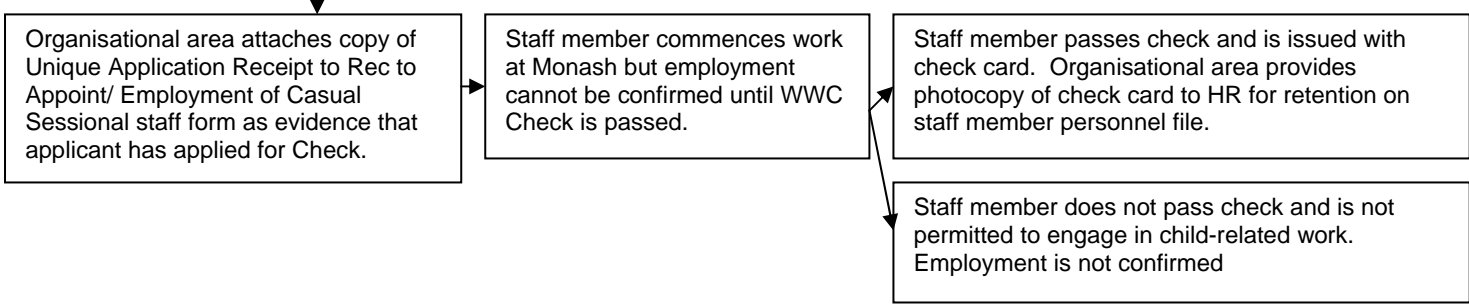 Organisational area attaches copy of
Unique Application Receipt to Rec to
Appoint/ Employment of Casual
Sessional staff form as evidence that
applicant has applied for Check.
Staff member commences work
at Monash but employment
cannot be confirmed until WWC
Check is passed.
Staff member passes check and is issued with
check card.  Organisational area provides
photocopy of check card to HR for retention on
staff member personnel file.
Staff member does not pass check and is not
permitted to engage in child-related work.
Employment is not confirmed